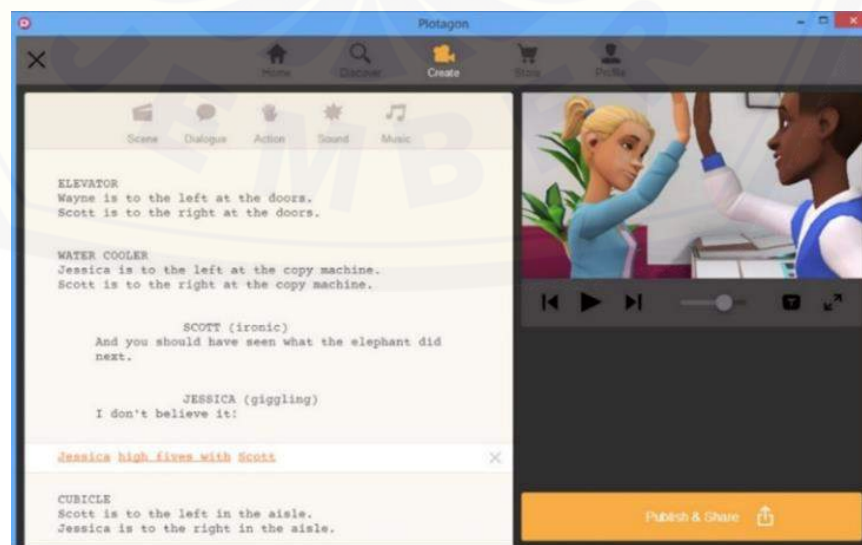 Plotagon
Home
Discover
Create
Store
Profile
Scene
Dialogue
Action
Sound
Music
ELEVATOR
Wayne is to the left at the doors.
Scott is to the right at the doors.
WATER COOLER
Jessica is to the left at the copy machine.
Scott is to the right at the copy machine.
SCOTT (ironic)
And you should have seen what the elephant did
next.
JESSICA (giggling)
I don't believe it:
Jessica high fives with Scott
CUBICLE
Scott is to the left in the aisle.
Jessica is to the right in the aisle.
T
Publish & Share